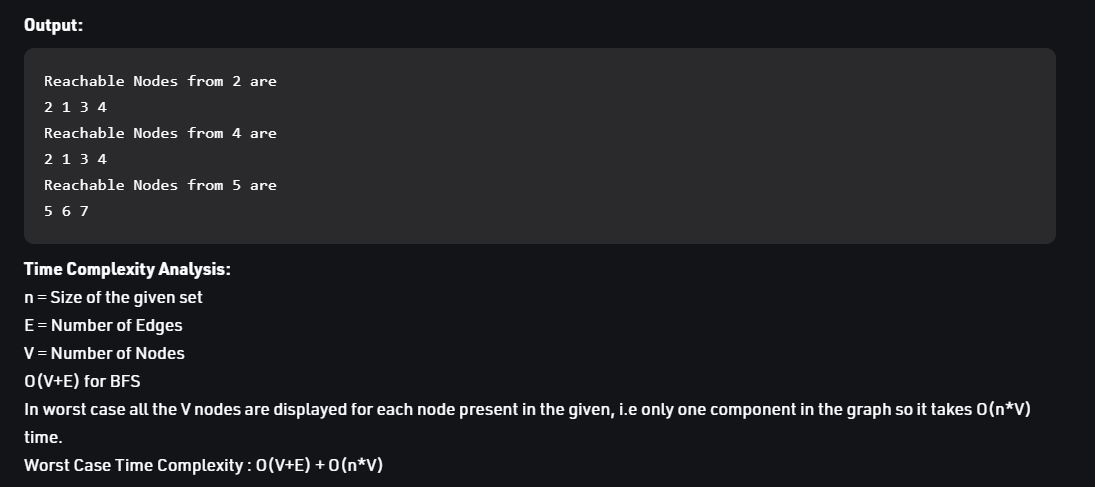 Output:
Reachable Nodes from 2 are
2 1 3 4
Reachable Nodes from 4 are
2 1 3 4
Reachable Nodes from 5 are
5 6 7
Time Complexity Analysis:
n = Size of the given set
E = Number of Edges
V = Number of Nodes
O(V+E) for BFS
In worst case all the V nodes are displayed for each node present in the given, i.e only one component in the graph so it takes O(n*V)
time.
Worst Case Time Complexity : O(V+E) + O(n*V)